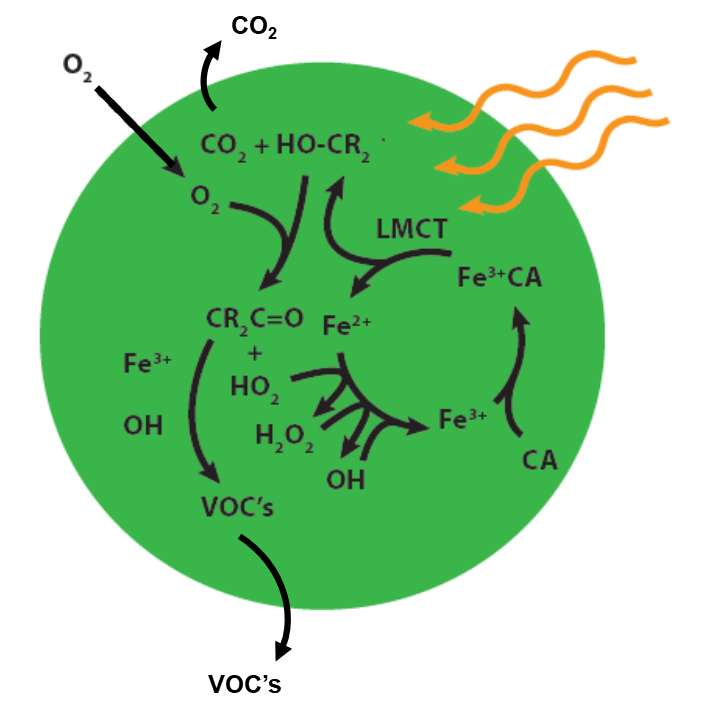 CO₂
O₂
CO₂ + HO-CR₂ ·
O₂
LMCT
Fe³⁺CA
CR₂C=O
Fe²⁺
+
Fe³⁺
HO₂
OH
H₂O₂
Fe³⁺
CA
OH
VOC's
VOC's